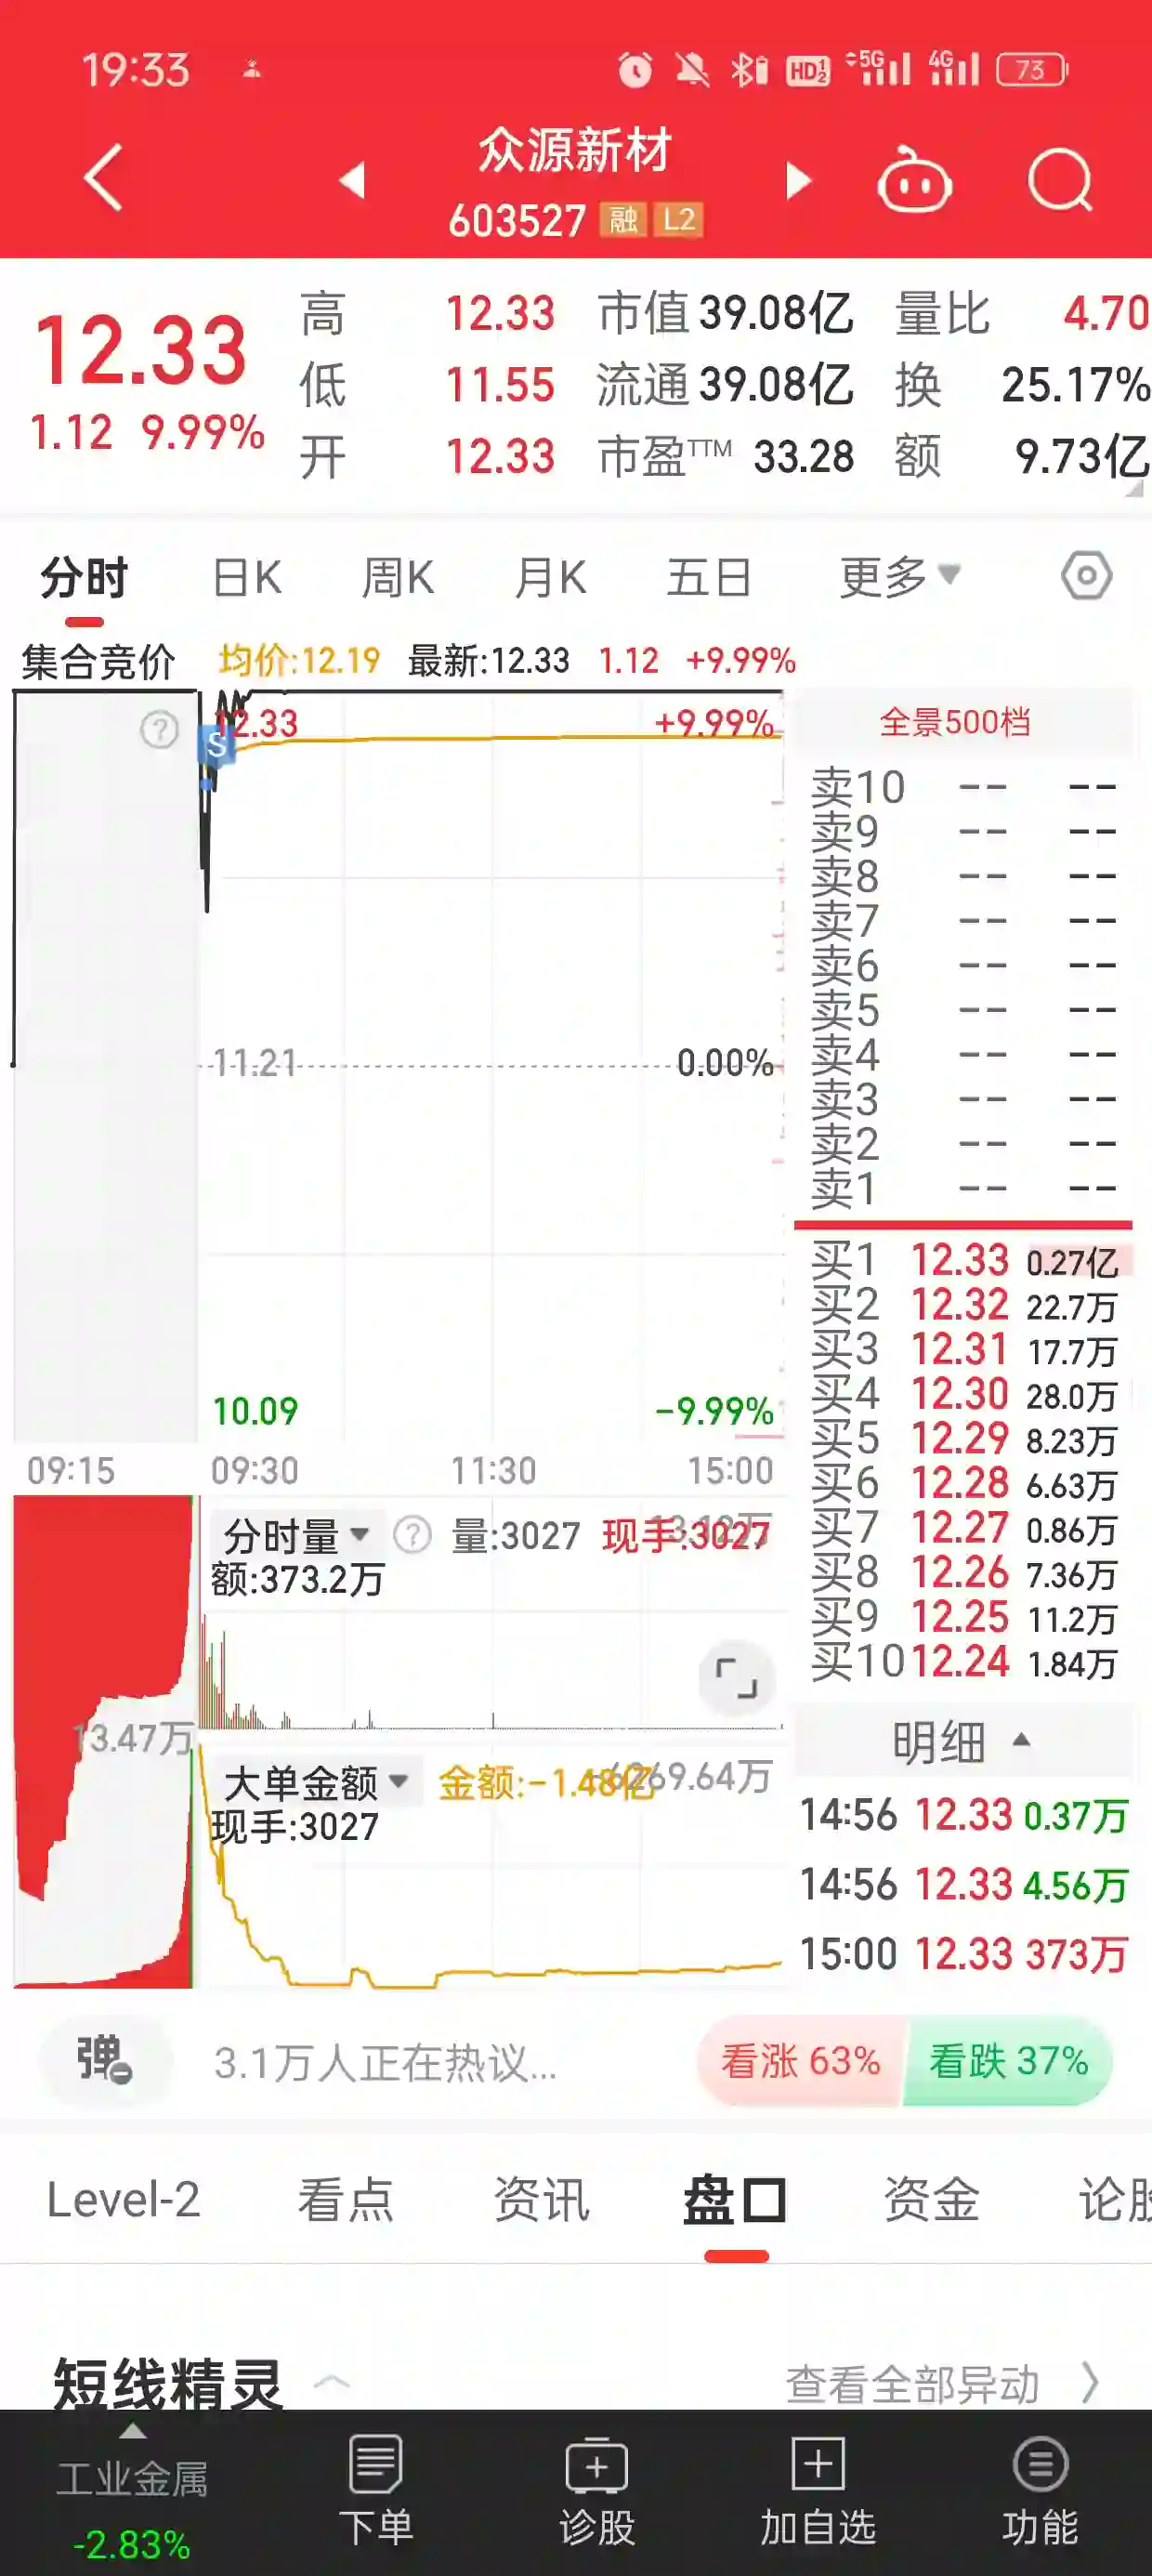 19:33 HD 5G 4G 73
众源新材
603527 融 L2
12.33
1.12 9.99%
高 12.33 市值 39.08亿 量比 4.70
低 11.55 流通 39.08亿 换 25.17%
开 12.33 市盈TTM 33.28 额 9.73亿
分时 日K 周K 月K 五日 更多
集合竞价 均价:12.19 最新:12.33 1.12 +9.99%
12.33 +9.99%
S
11.21 0.00%
10.09 -9.99%
09:15 09:30 11:30 15:00
全景500档
卖10 -- --
卖9 -- --
卖8 -- --
卖7 -- --
卖6 -- --
卖5 -- --
卖4 -- --
卖3 -- --
卖2 -- --
卖1 -- --
买1 12.33 0.27亿
买2 12.32 22.7万
买3 12.31 17.7万
买4 12.30 28.0万
买5 12.29 8.23万
买6 12.28 6.63万
买7 12.27 0.86万
买8 12.26 7.36万
买9 12.25 11.2万
买10 12.24 1.84万
分时量 量:3027 现手:3027
额:373.2万
13.47万
大单金额 金额:-1.48亿
现手:3027
明细
14:56 12.33 0.37万
14:56 12.33 4.56万
15:00 12.33 373万
弹 3.1万人正在热议... 看涨 63% 看跌 37%
Level-2 看点 资讯 盘口 资金 论股
短线精灵 查看全部异动
工业金属
-2.83%
下单 诊股 加自选 功能